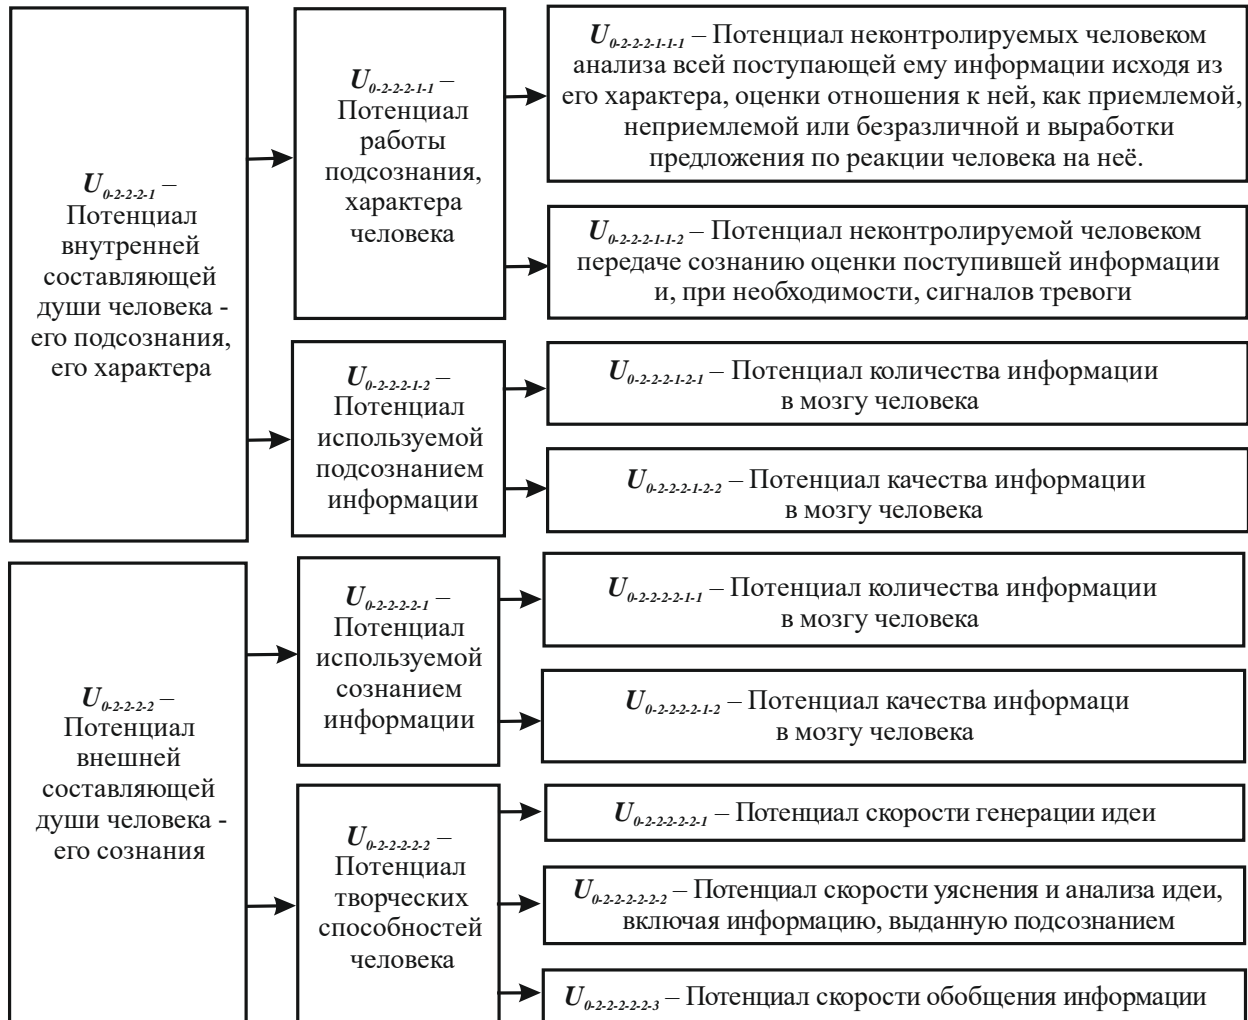 U0-2-2-2-1 –
Потенциал
внутренней
составляющей
души человека -
его подсознания,
его характера
U0-2-2-2-1-1 –
Потенциал
работы
подсознания,
характера
человека
U0-2-2-2-1-1-1 – Потенциал неконтролируемых человеком
анализа всей поступающей ему информации исходя из
его характера, оценки отношения к ней, как приемлемой,
неприемлемой или безразличной и выработки
предложения по реакции человека на неё.
U0-2-2-2-1-1-2 – Потенциал неконтролируемой человеком
передаче сознанию оценки поступившей информации
и, при необходимости, сигналов тревоги
U0-2-2-2-1-2 –
Потенциал
используемой
подсознанием
информации
U0-2-2-2-1-2-1 – Потенциал количества информации
в мозгу человека
U0-2-2-2-1-2-2 – Потенциал качества информации
в мозгу человека
U0-2-2-2-2 –
Потенциал
внешней
составляющей
души человека -
его сознания
U0-2-2-2-2-1 –
Потенциал
используемой
сознанием
информации
U0-2-2-2-2-1-1 – Потенциал количества информации
в мозгу человека
U0-2-2-2-2-1-2 – Потенциал качества информаци
в мозгу человека
U0-2-2-2-2-2 –
Потенциал
творческих
способностей
человека
U0-2-2-2-2-2-1 – Потенциал скорости генерации идеи
U0-2-2-2-2-2-2 – Потенциал скорости уяснения и анализа идеи,
включая информацию, выданную подсознанием
U0-2-2-2-2-2-3 – Потенциал скорости обобщения информации